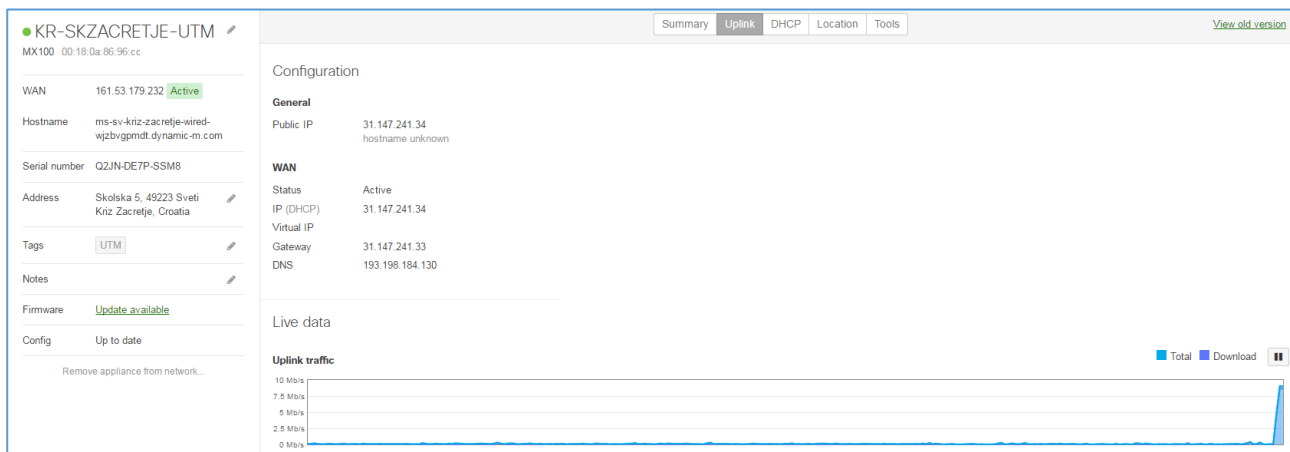 KR-SKZACRETJE-UTM
MX100 00:18:0a:86:96:cc
WAN 161.53.179.232 Active
Hostname ms-sv-kriz-zacretje-wired-
wjzbvgpmdt.dynamic-m.com
Serial number Q2JN-DE7P-SSM8
Address Skolska 5, 49223 Sveti
Kriz Zacretje, Croatia
Tags UTM
Notes
Firmware Update available
Config Up to date
Remove appliance from network...
Summary Uplink DHCP Location Tools
View old version
Configuration
General
Public IP 31.147.241.34
hostname unknown
WAN
Status Active
IP (DHCP) 31.147.241.34
Virtual IP
Gateway 31.147.241.33
DNS 193.198.184.130
Live data
Uplink traffic
Total Download
10 Mb/s
7.5 Mb/s
5 Mb/s
2.5 Mb/s
0 Mb/s